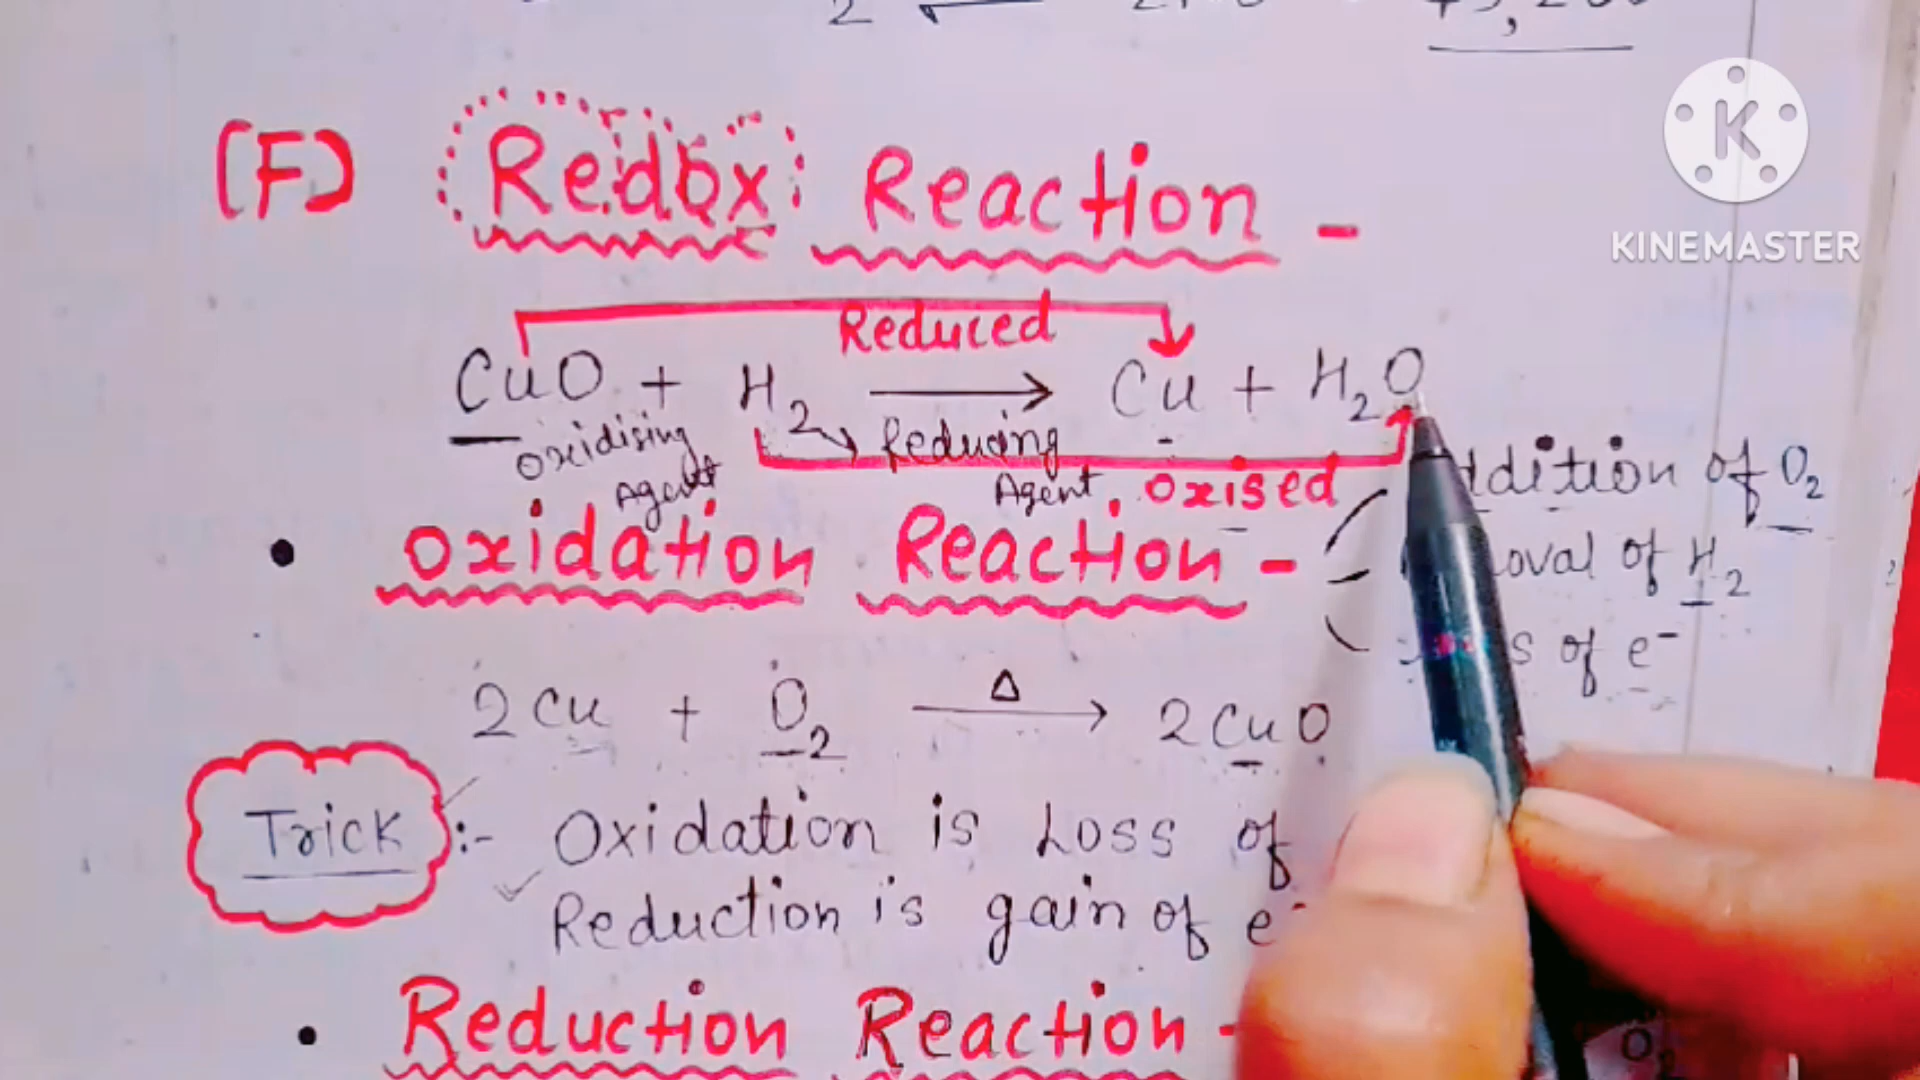 (F) Redox Reaction -
K
KINEMASTER
Reduced
CuO + H2 → Cu + H2O
Oxidising Agent
Reducing Agent
Oxised
• Oxidation Reaction -
ddition of O2
oval of H2
s of e-
2Cu + O2 Δ→ 2CuO
Trick :- Oxidation is Loss of
Reduction is gain of e-
• Reduction Reaction -